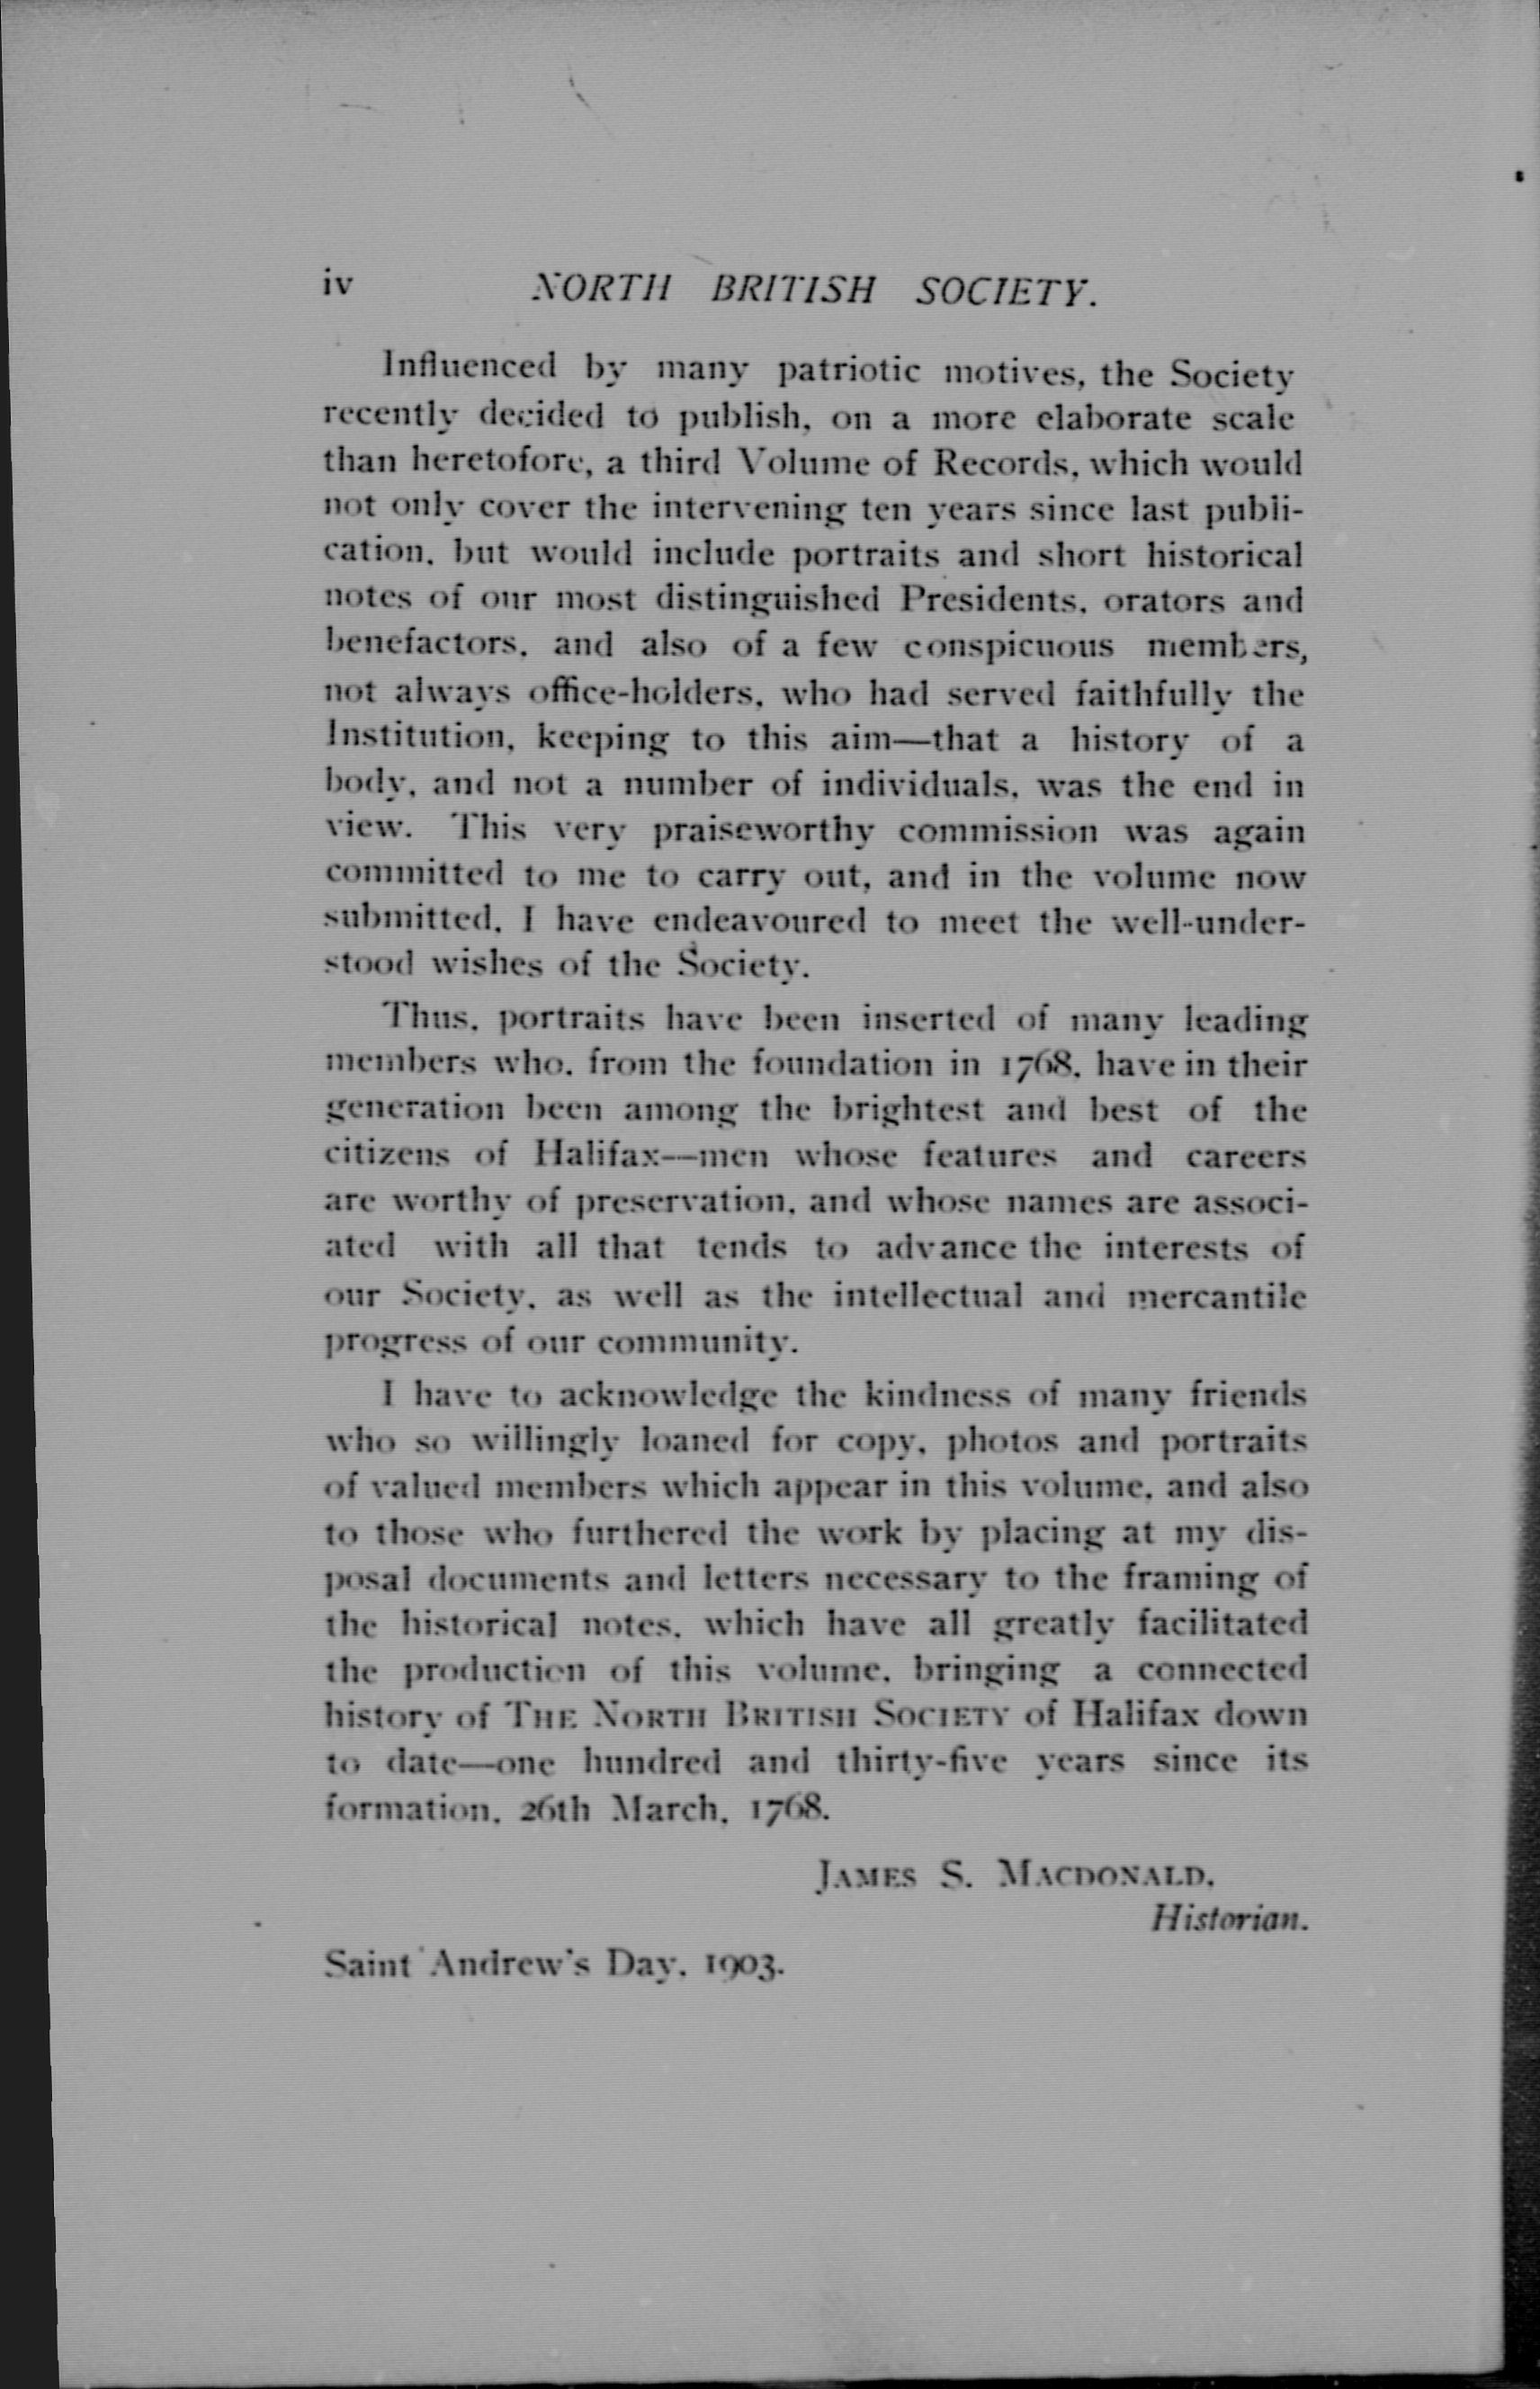 iv NORTH BRITISH SOCIETY.
Influenced by many patriotic motives, the Society
recently decided to publish, on a more elaborate scale
than heretofore, a third Volume of Records, which would
not only cover the intervening ten years since last publi-
cation, but would include portraits and short historical
notes of our most distinguished Presidents, orators and
benefactors, and also of a few conspicuous members,
not always office-holders, who had served faithfully the
Institution, keeping to this aim—that a history of a
body, and not a number of individuals, was the end in
view. This very praiseworthy commission was again
committed to me to carry out, and in the volume now
submitted, I have endeavoured to meet the well-under-
stood wishes of the Society.
Thus, portraits have been inserted of many leading
members who, from the foundation in 1768, have in their
generation been among the brightest and best of the
citizens of Halifax—men whose features and careers
are worthy of preservation, and whose names are associ-
ated with all that tends to advance the interests of
our Society, as well as the intellectual and mercantile
progress of our community.
I have to acknowledge the kindness of many friends
who so willingly loaned for copy, photos and portraits
of valued members which appear in this volume, and also
to those who furthered the work by placing at my dis-
posal documents and letters necessary to the framing of
the historical notes, which have all greatly facilitated
the production of this volume, bringing a connected
history of THE NORTH BRITISH SOCIETY of Halifax down
to date—one hundred and thirty-five years since its
formation, 26th March, 1768.
JAMES S. MACDONALD,
Historian.
Saint Andrew's Day, 1903.